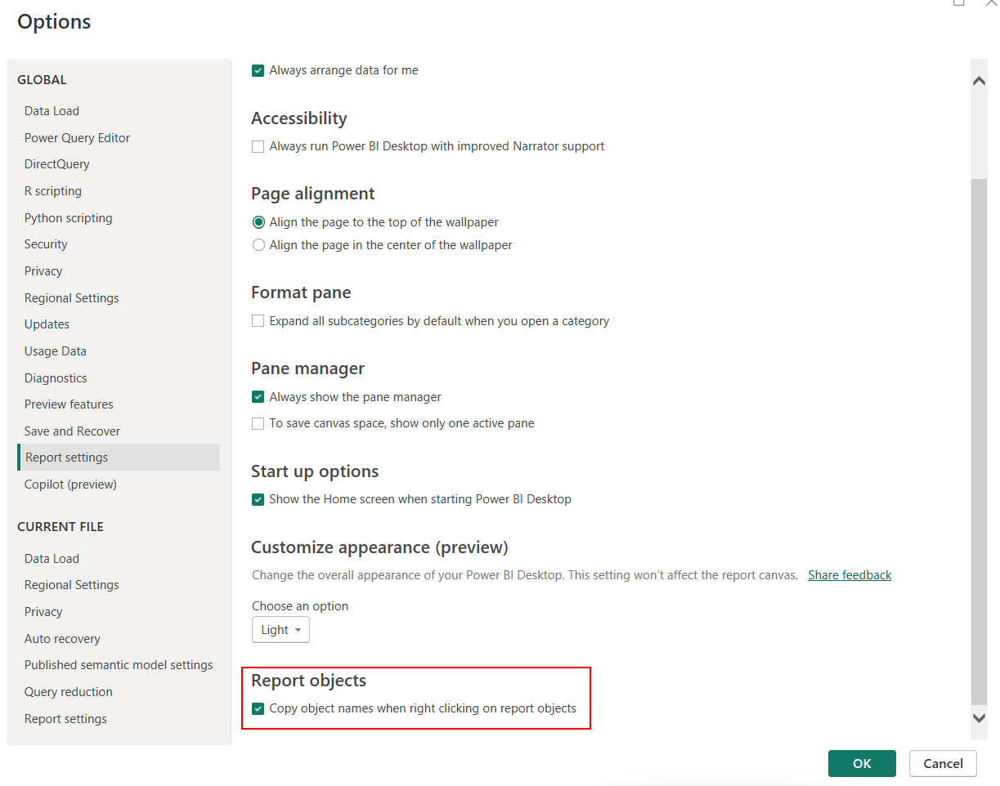 Options
GLOBAL
Data Load
Power Query Editor
DirectQuery
R scripting
Python scripting
Security
Privacy
Regional Settings
Updates
Usage Data
Diagnostics
Preview features
Save and Recover
Report settings
Copilot (preview)
CURRENT FILE
Data Load
Regional Settings
Privacy
Auto recovery
Published semantic model settings
Query reduction
Report settings
Always arrange data for me
Accessibility
Always run Power BI Desktop with improved Narrator support
Page alignment
Align the page to the top of the wallpaper
Align the page in the center of the wallpaper
Format pane
Expand all subcategories by default when you open a category
Pane manager
Always show the pane manager
To save canvas space, show only one active pane
Start up options
Show the Home screen when starting Power BI Desktop
Customize appearance (preview)
Change the overall appearance of your Power BI Desktop. This setting won’t affect the report canvas. Share feedback
Choose an option
Light
Report objects
Copy object names when right clicking on report objects
OK Cancel